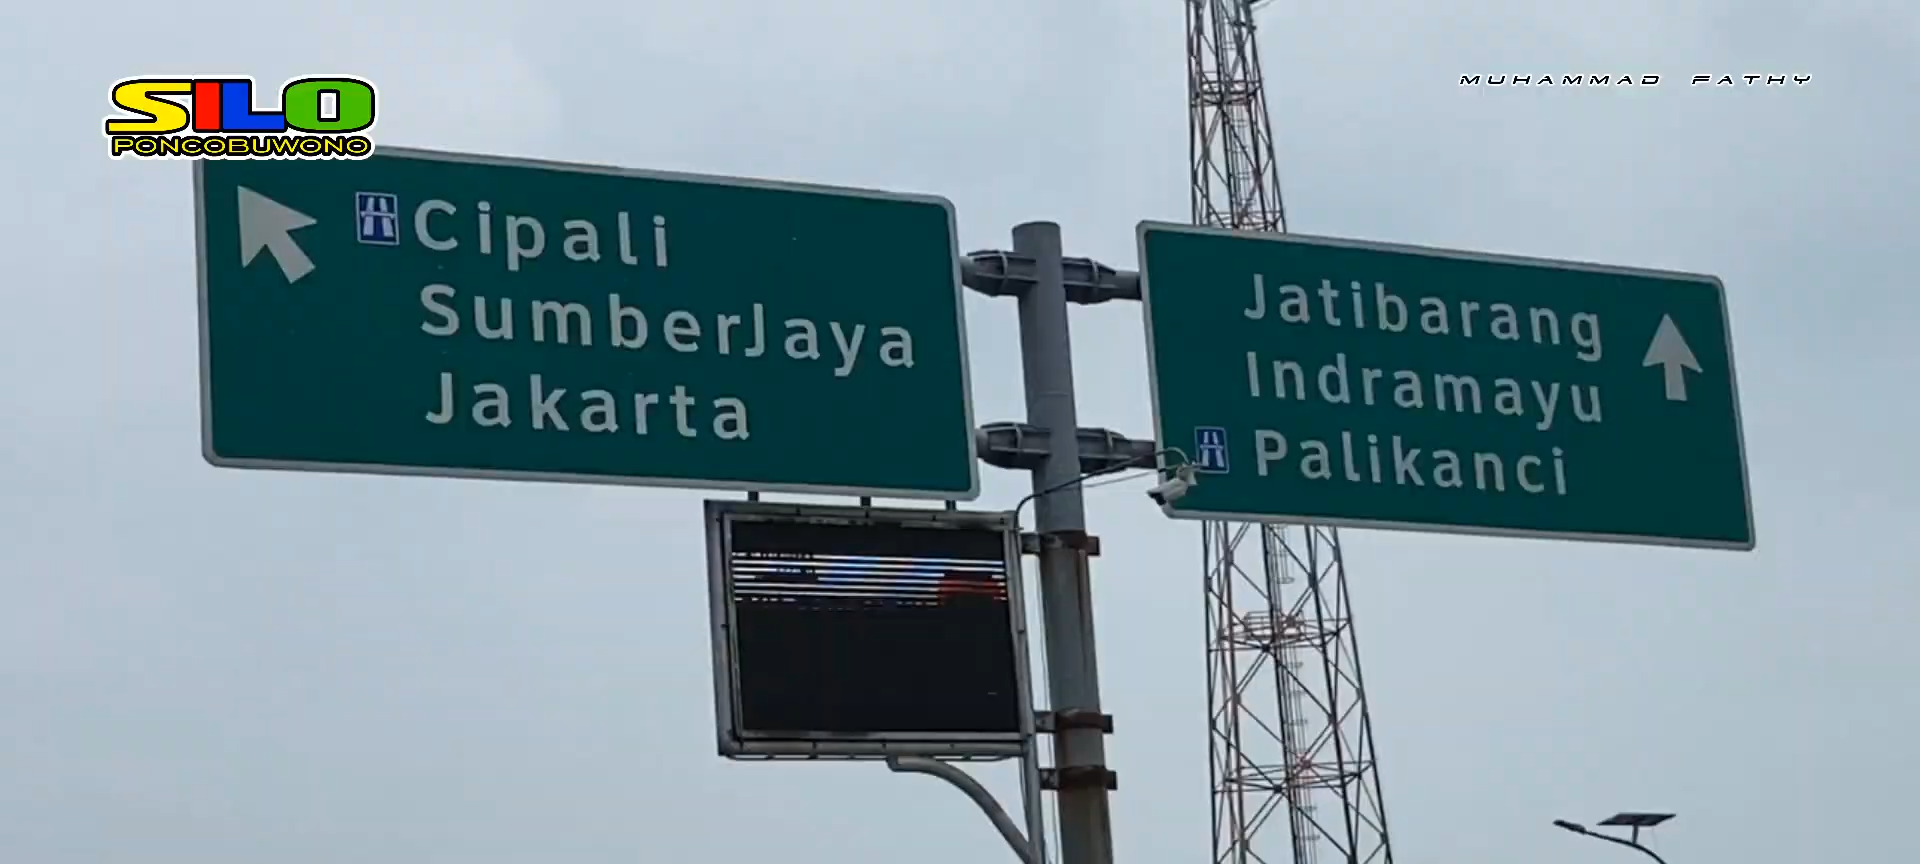 SILO
PONCOBUWONO
MUHAMMAD FATHY
Cipali
SumberJaya
Jakarta
Jatibarang
Indramayu
Palikanci